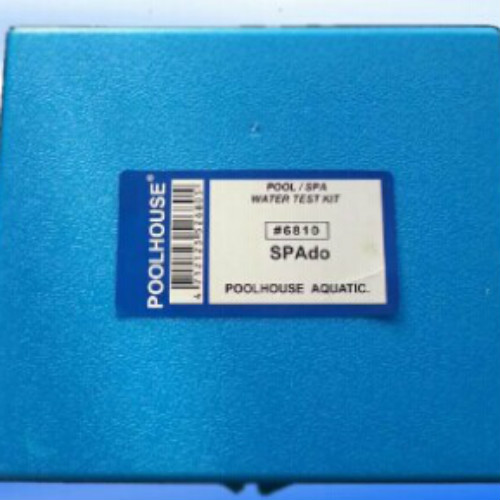 POOLHOUSE®
POOL / SPA
WATER TEST KIT
#6810
SPAdo
POOLHOUSE AQUATIC.